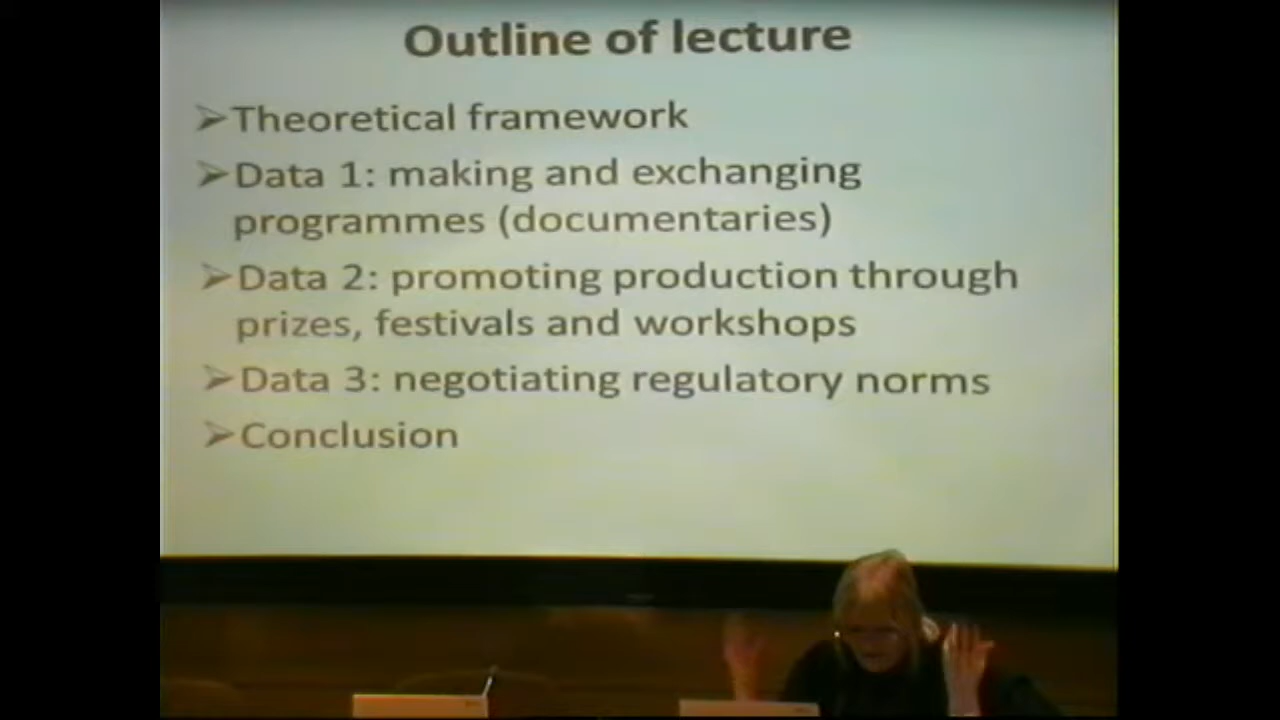 Outline of lecture
➢Theoretical framework
➢Data 1: making and exchanging
programmes (documentaries)
➢Data 2: promoting production through
prizes, festivals and workshops
➢Data 3: negotiating regulatory norms
➢Conclusion